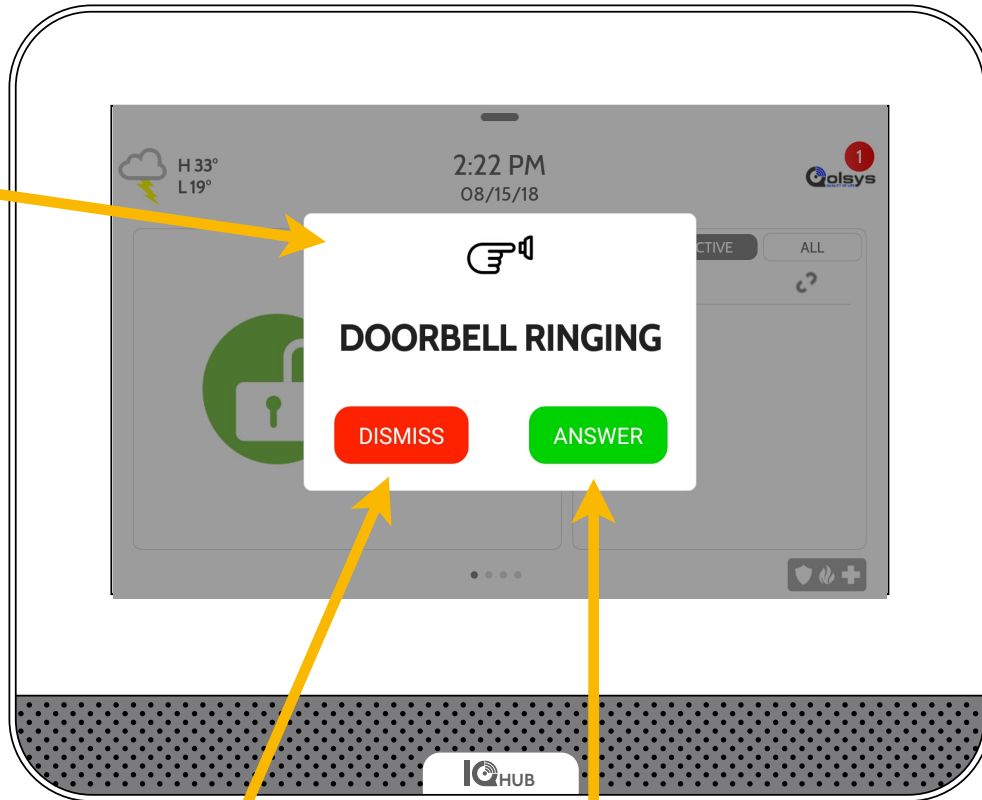 H 33°
L 19°
2:22 PM
08/15/18
1
Qolsys
CTIVE
ALL
DOORBELL RINGING
DISMISS
ANSWER
IQ HUB